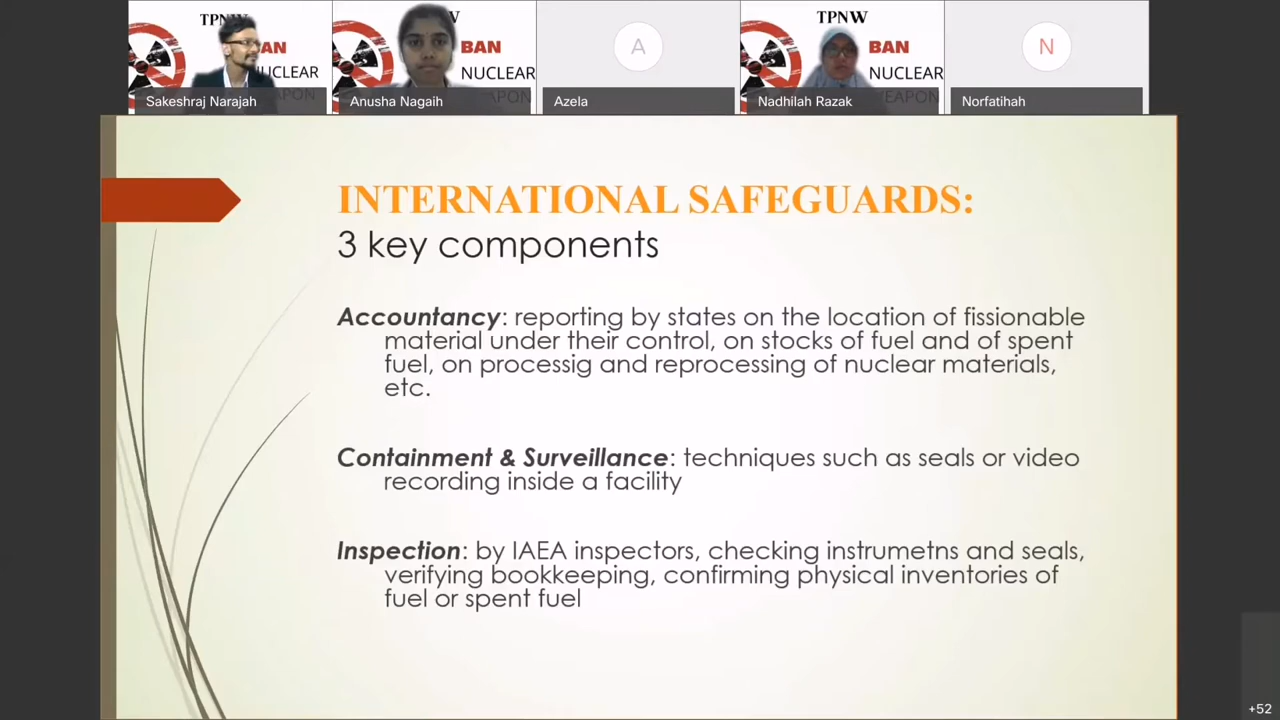 TPNW
BAN
NUCLEAR
Sakeshraj Narajah
BAN
NUCLEAR
Anusha Nagaih
A
Azela
TPNW
BAN
NUCLEAR
Nadhilah Razak
N
Norfatihah
INTERNATIONAL SAFEGUARDS:
3 key components
Accountancy: reporting by states on the location of fissionable
material under their control, on stocks of fuel and of spent
fuel, on processig and reprocessing of nuclear materials,
etc.
Containment & Surveillance: techniques such as seals or video
recording inside a facility
Inspection: by IAEA inspectors, checking instrumetns and seals,
verifying bookkeeping, confirming physical inventories of
fuel or spent fuel
+52